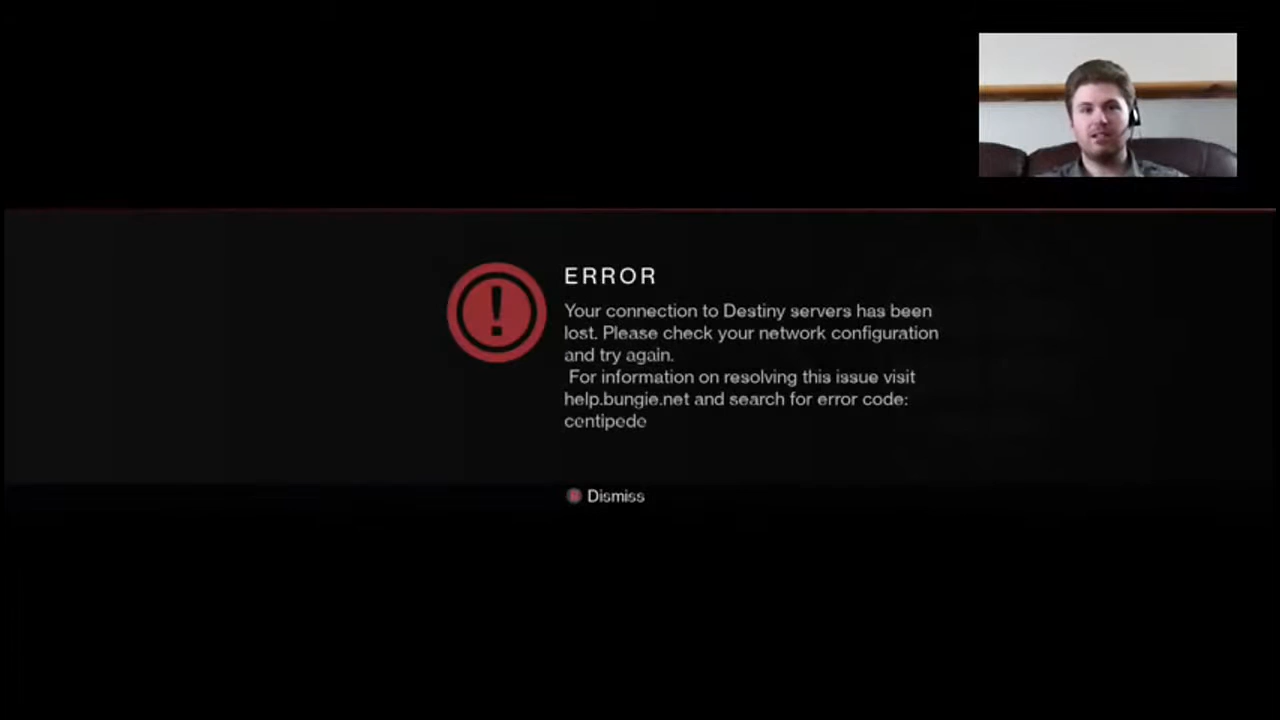 ERROR
Your connection to Destiny servers has been
lost. Please check your network configuration
and try again.
For information on resolving this issue visit
help.bungie.net and search for error code:
centipede
Dismiss